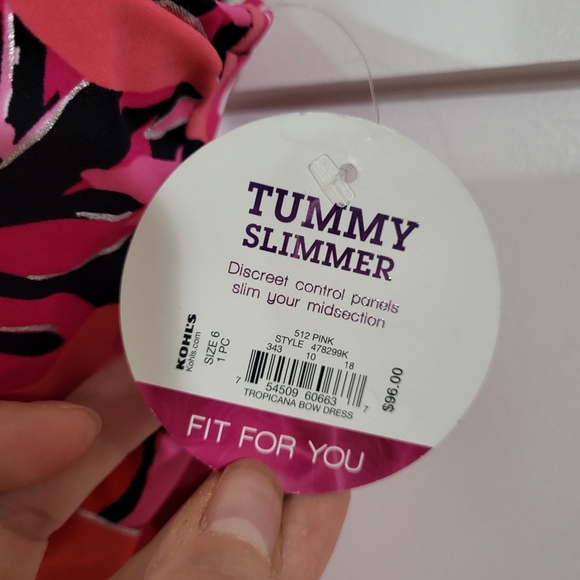 TUMMY
SLIMMER
Discreet control panels
slim your midsection
KOHL'S
Kohls.com
SIZE 6
1 PC
512 PINK
STYLE 478299K
343 10 18
7 54509 60663 7
TROPICANA BOW DRESS
$96.00
FIT FOR YOU